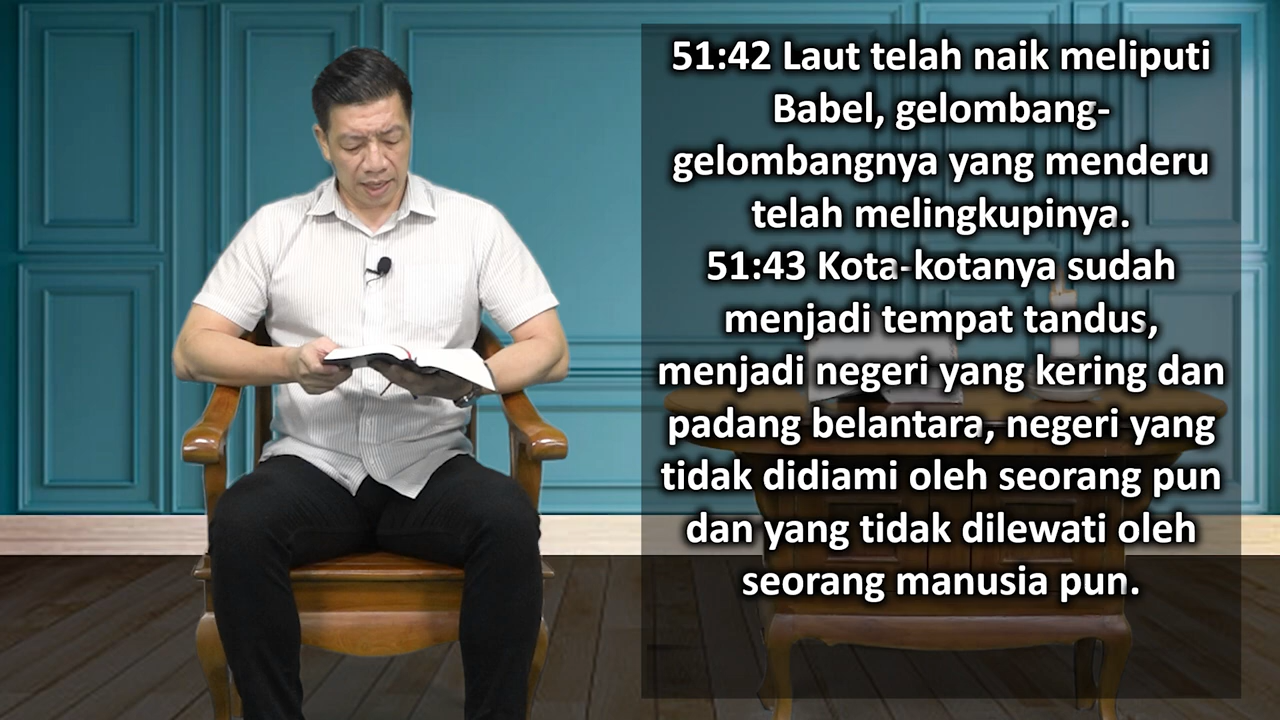 51:42 Laut telah naik meliputi
Babel, gelombang-
gelombangnya yang menderu
telah melingkupinya.
51:43 Kota-kotanya sudah
menjadi tempat tandus,
menjadi negeri yang kering dan
padang belantara, negeri yang
tidak didiami oleh seorang pun
dan yang tidak dilewati oleh
seorang manusia pun.